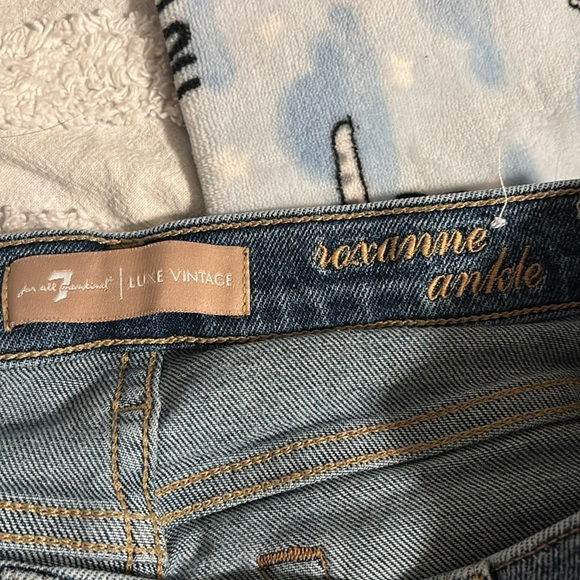 7 for all mankind® | LUXE VINTAGE
roxanne
ankle